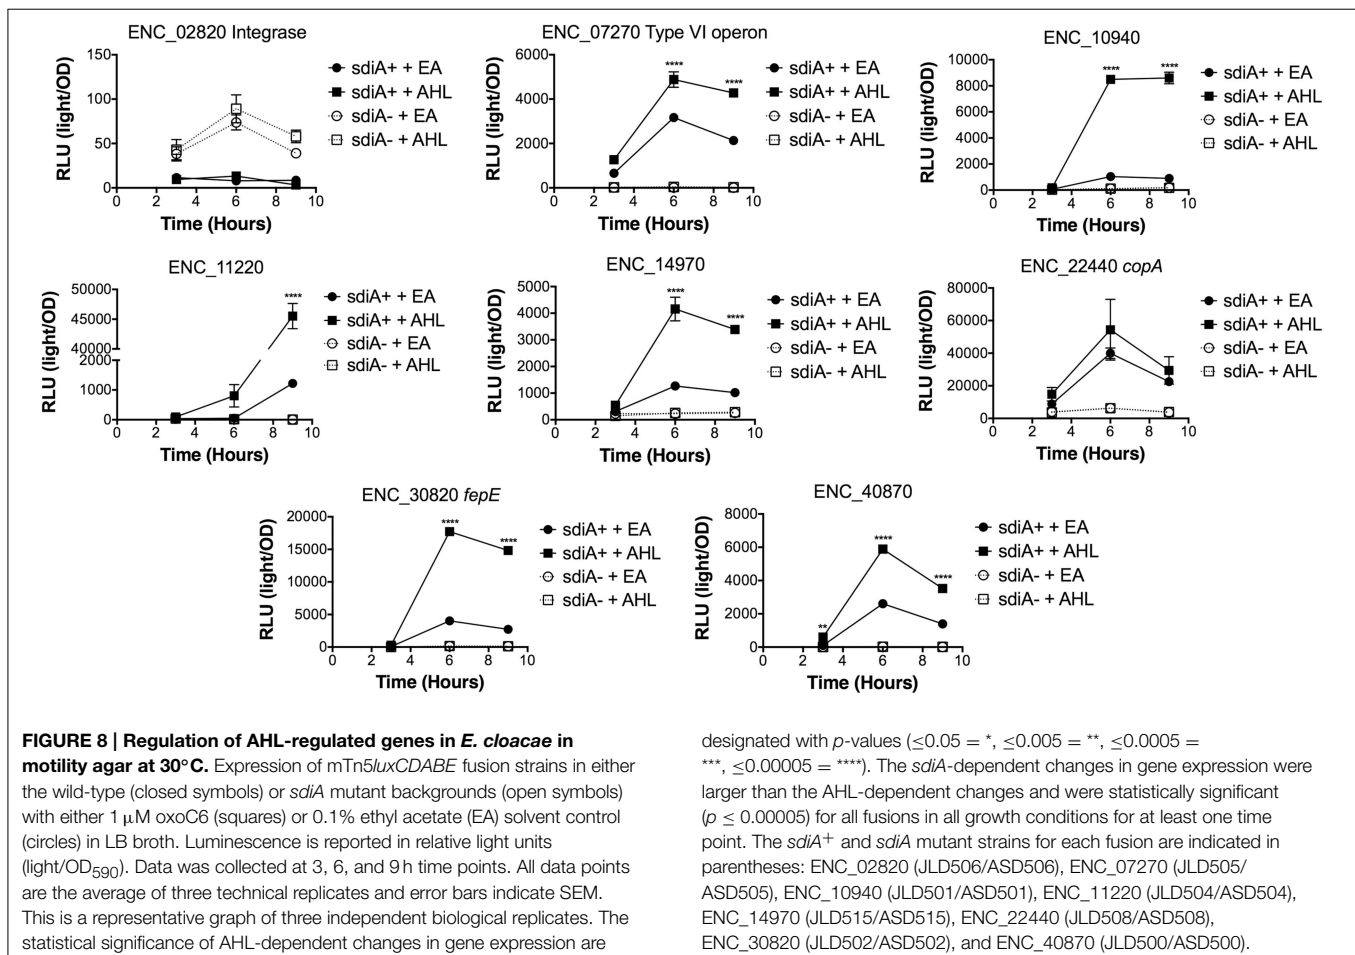 ENC_02820 Integrase
RLU (light/OD)
150
100
50
0
0 2 4 6 8 10
Time (Hours)
sdiA+ + EA
sdiA+ + AHL
sdiA- + EA
sdiA- + AHL
ENC_07270 Type VI operon
RLU (light/OD)
6000
4000
2000
0
**** ****
0 2 4 6 8 10
Time (Hours)
sdiA+ + EA
sdiA+ + AHL
sdiA- + EA
sdiA- + AHL
ENC_10940
RLU (light/OD)
10000
8000
6000
4000
2000
0
**** ****
0 2 4 6 8 10
Time (Hours)
sdiA+ + EA
sdiA+ + AHL
sdiA- + EA
sdiA- + AHL
ENC_11220
RLU (light/OD)
50000
45000
40000
2000
1000
0
****
0 2 4 6 8 10
Time (Hours)
sdiA+ + EA
sdiA+ + AHL
sdiA- + EA
sdiA- + AHL
ENC_14970
RLU (light/OD)
5000
4000
3000
2000
1000
0
**** ****
0 2 4 6 8 10
Time (Hours)
sdiA+ + EA
sdiA+ + AHL
sdiA- + EA
sdiA- + AHL
ENC_22440 copA
RLU (light/OD)
80000
60000
40000
20000
0
0 2 4 6 8 10
Time (Hours)
sdiA+ + EA
sdiA+ + AHL
sdiA- + EA
sdiA- + AHL
ENC_30820 fepE
RLU (light/OD)
20000
15000
10000
5000
0
**** ****
0 2 4 6 8 10
Time (Hours)
sdiA+ + EA
sdiA+ + AHL
sdiA- + EA
sdiA- + AHL
ENC_40870
RLU (light/OD)
8000
6000
4000
2000
0
** **** ****
0 2 4 6 8 10
Time (Hours)
sdiA+ + EA
sdiA+ + AHL
sdiA- + EA
sdiA- + AHL
FIGURE 8 | Regulation of AHL-regulated genes in E. cloacae in
motility agar at 30°C. Expression of mTn5luxCDABE fusion strains in either
the wild-type (closed symbols) or sdiA mutant backgrounds (open symbols)
with either 1 μM oxoC6 (squares) or 0.1% ethyl acetate (EA) solvent control
(circles) in LB broth. Luminescence is reported in relative light units
(light/OD590). Data was collected at 3, 6, and 9 h time points. All data points
are the average of three technical replicates and error bars indicate SEM.
This is a representative graph of three independent biological replicates. The
statistical significance of AHL-dependent changes in gene expression are
designated with p-values (≤0.05 = *, ≤0.005 = **, ≤0.0005 =
***, ≤0.00005 = ****). The sdiA-dependent changes in gene expression were
larger than the AHL-dependent changes and were statistically significant
(p ≤ 0.00005) for all fusions in all growth conditions for at least one time
point. The sdiA+ and sdiA mutant strains for each fusion are indicated in
parentheses: ENC_02820 (JLD506/ASD506), ENC_07270 (JLD505/
ASD505), ENC_10940 (JLD501/ASD501), ENC_11220 (JLD504/ASD504),
ENC_14970 (JLD515/ASD515), ENC_22440 (JLD508/ASD508),
ENC_30820 (JLD502/ASD502), and ENC_40870 (JLD500/ASD500).